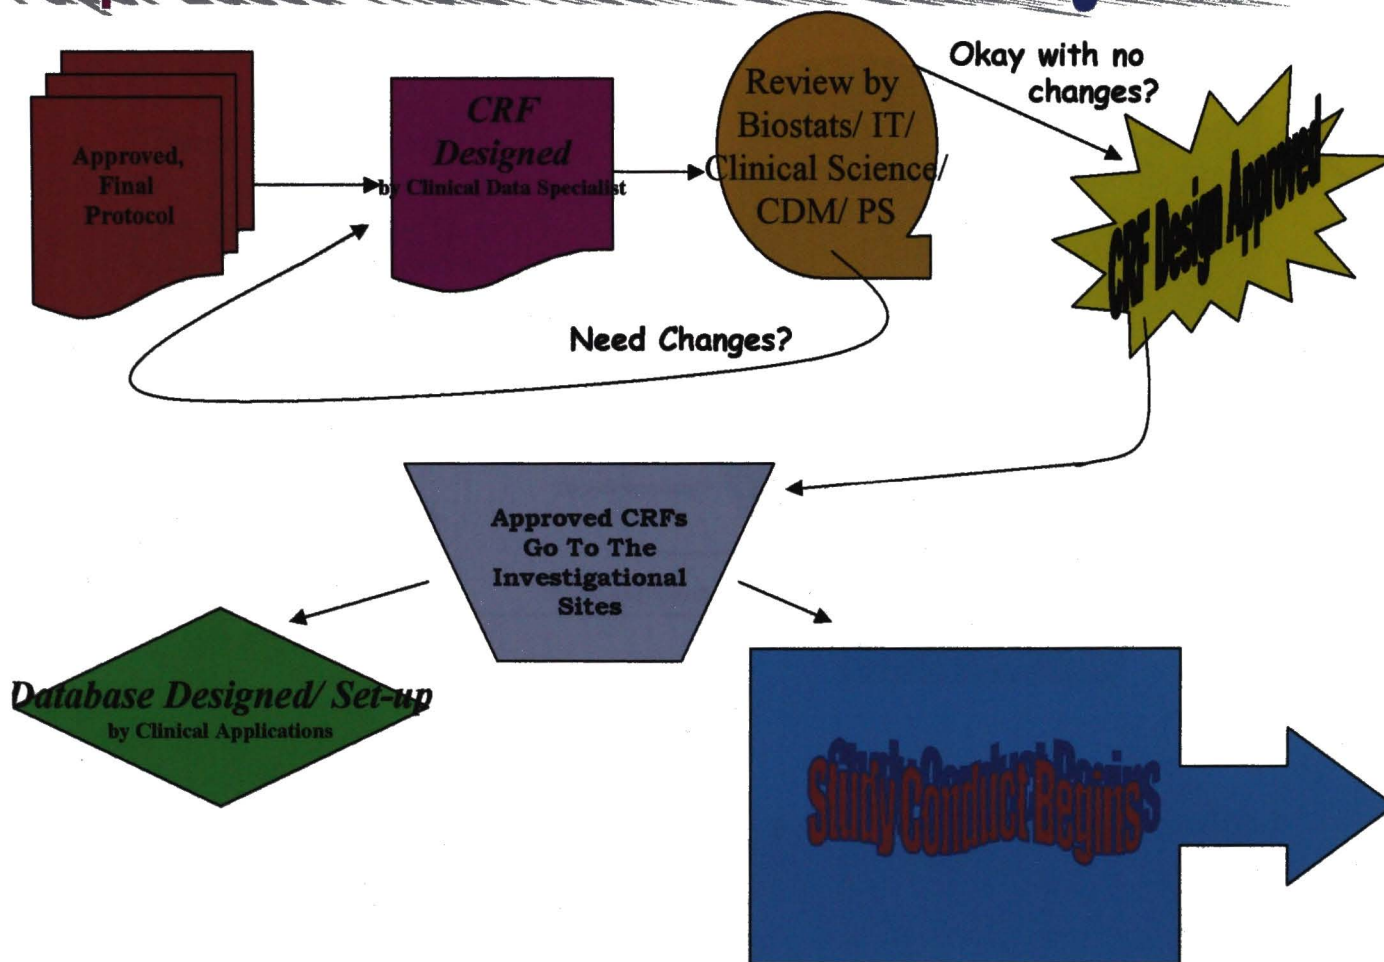 Approved,
Final
Protocol
CRF
Designed
by Clinical Data Specialist
Review by
Biostats/ IT/
Clinical Science/
CDM/ PS
Okay with no
changes?
CRF Design Approved
Need Changes?
Approved CRFs
Go To The
Investigational
Sites
Database Designed/ Set-up
by Clinical Applications
Study Conduct Begins